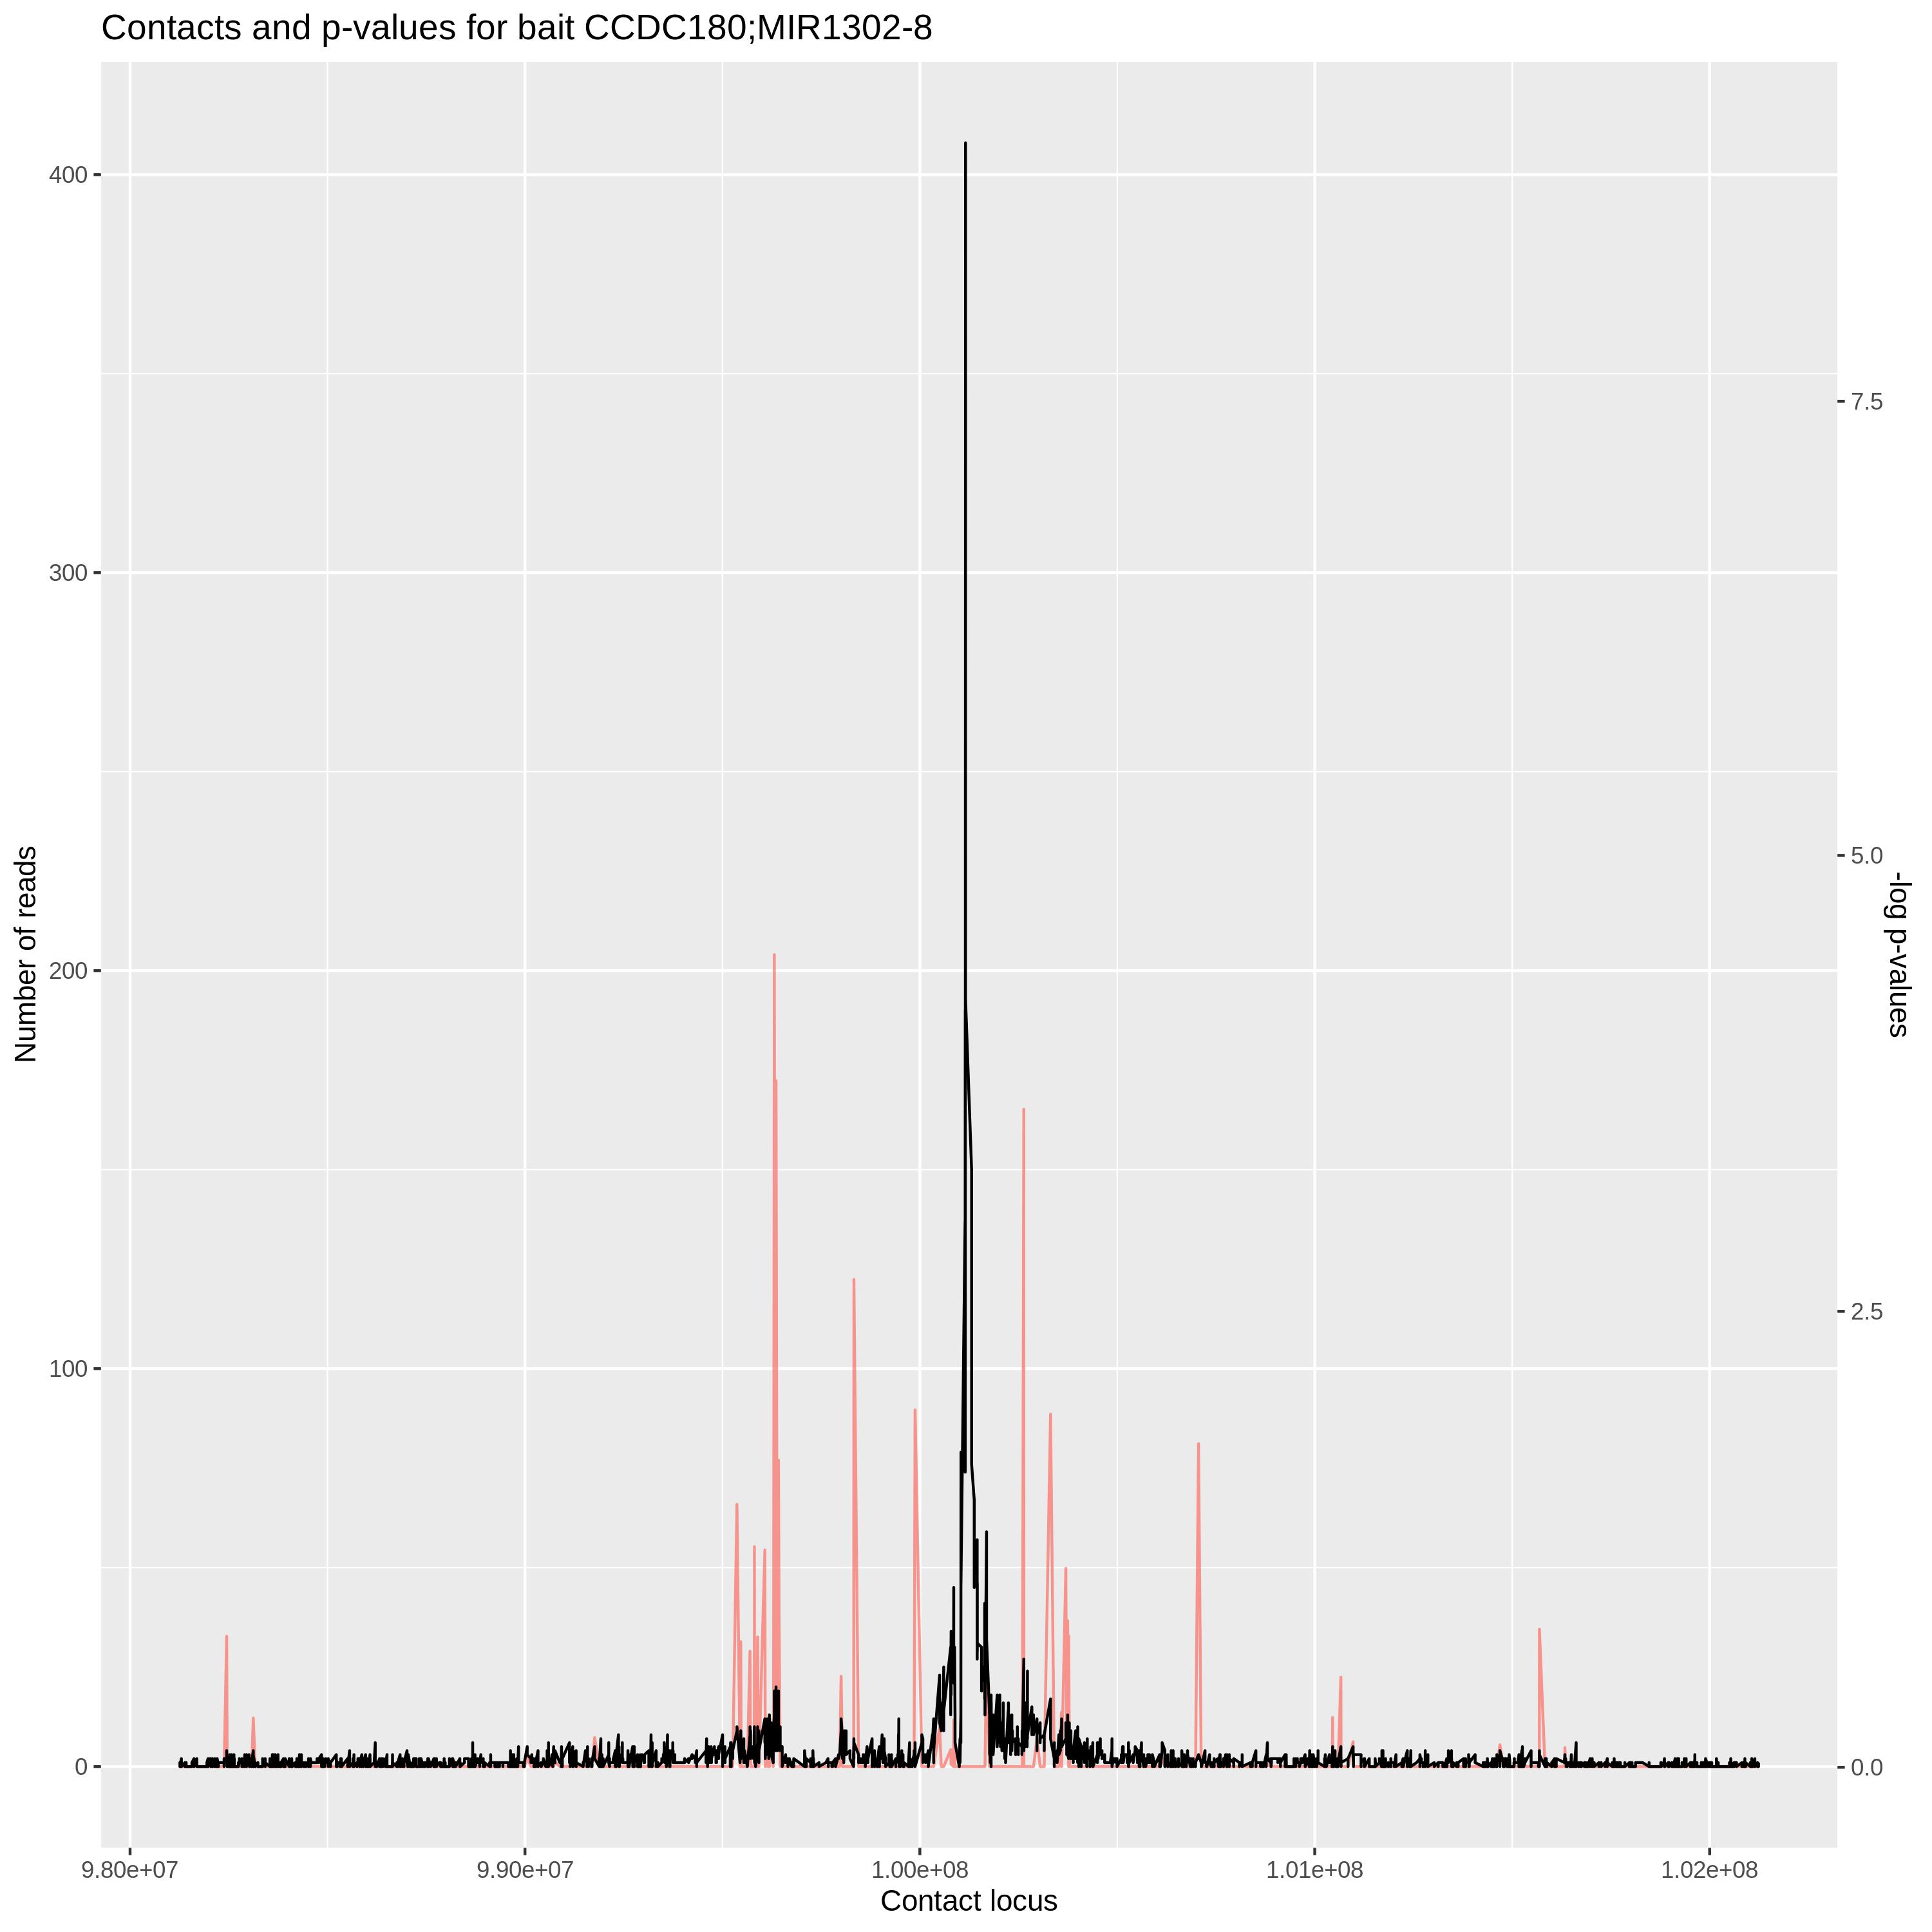 Contacts and p-values for bait CCDC180;MIR1302-8
400
300
200
100
0
Number of reads
7.5
5.0
2.5
0.0
-log p-values
9.80e+07
9.90e+07
1.00e+08
1.01e+08
1.02e+08
Contact locus